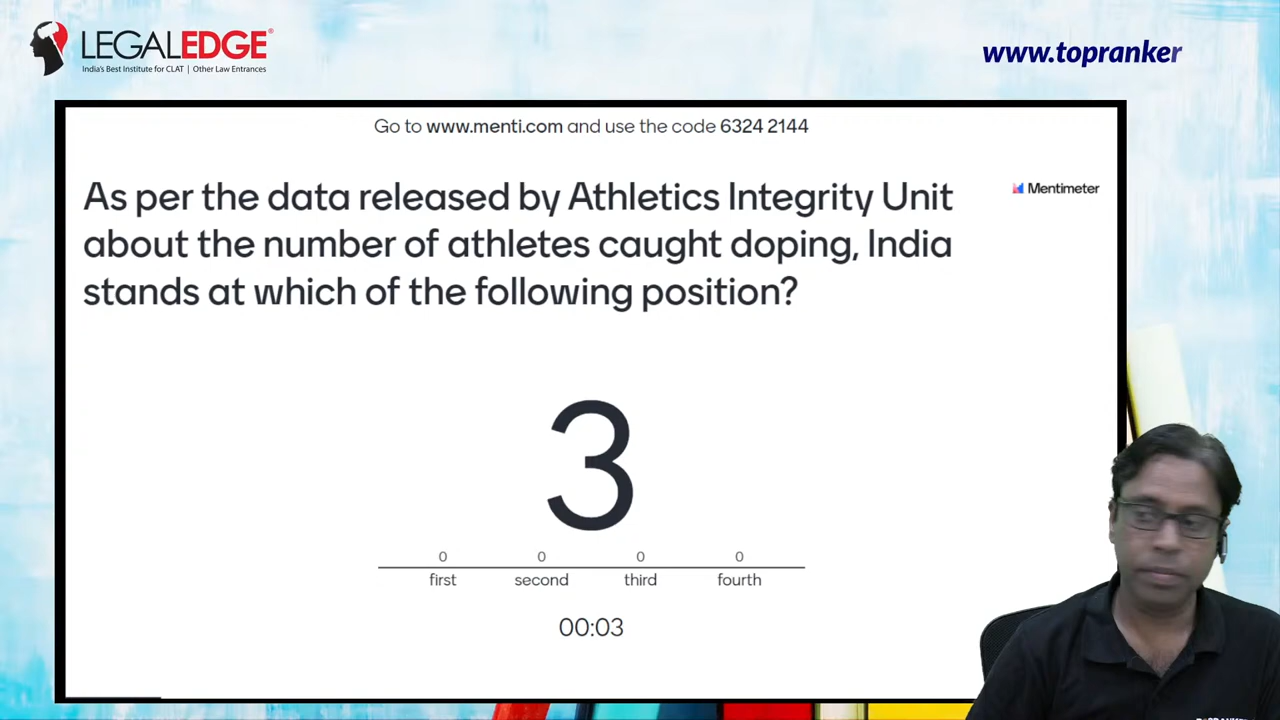 LEGALEDGE®
India's Best Institute for CLAT | Other Law Entrances
www.topranker
Go to www.menti.com and use the code 6324 2144
As per the data released by Athletics Integrity Unit
about the number of athletes caught doping, India
stands at which of the following position?
Mentimeter
3
0 0 0 0
first second third fourth
00:03